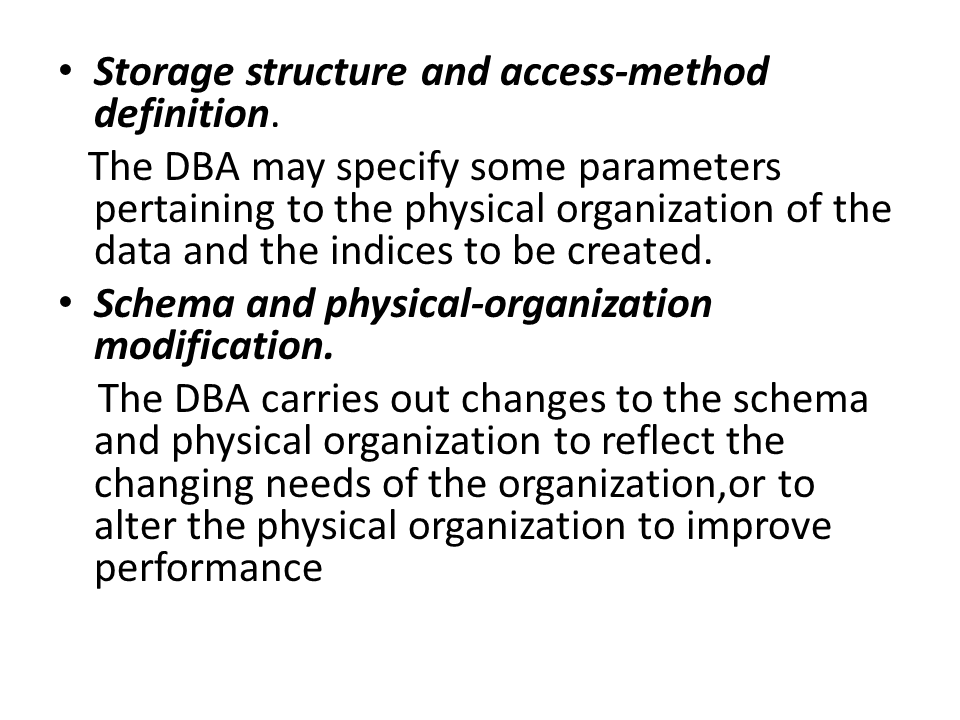 • Storage structure and access-method
definition.
The DBA may specify some parameters
pertaining to the physical organization of the
data and the indices to be created.
• Schema and physical-organization
modification.
The DBA carries out changes to the schema
and physical organization to reflect the
changing needs of the organization,or to
alter the physical organization to improve
performance